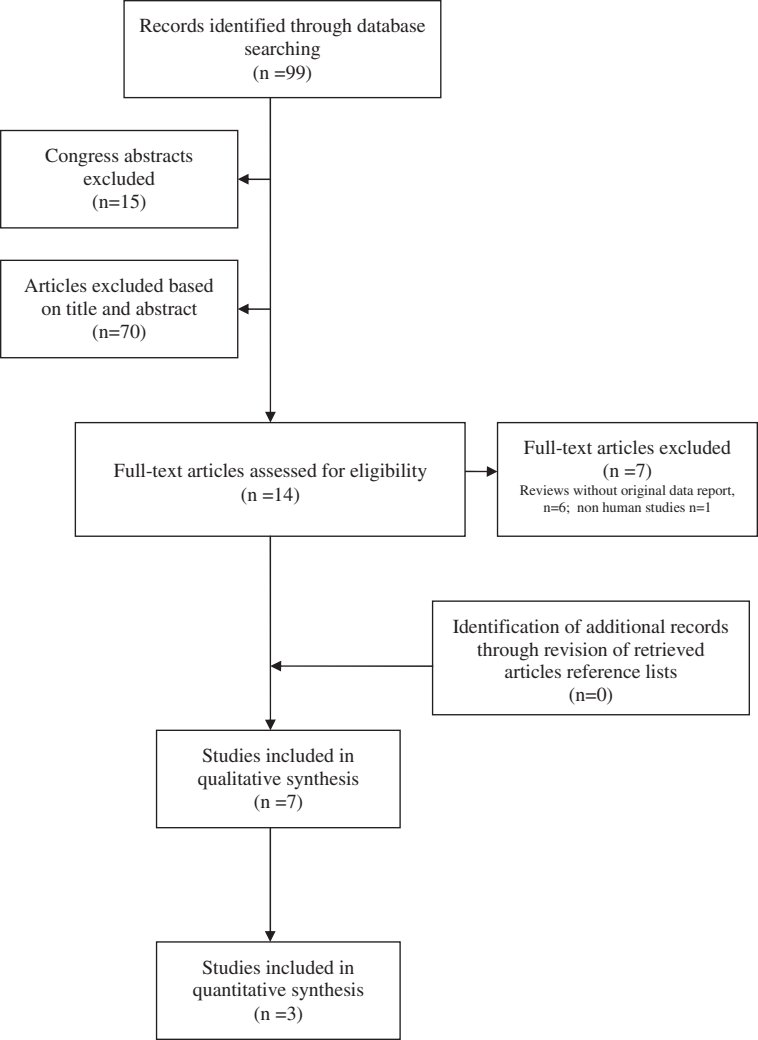 Records identified through database
searching
(n =99)
Congress abstracts
excluded
(n=15)
Articles excluded based
on title and abstract
(n=70)
Full-text articles assessed for eligibility
(n =14)
Full-text articles excluded
(n =7)
Reviews without original data report,
n=6; non human studies n=1
Identification of additional records
through revision of retrieved
articles reference lists
(n=0)
Studies included in
qualitative synthesis
(n =7)
Studies included in
quantitative synthesis
(n =3)